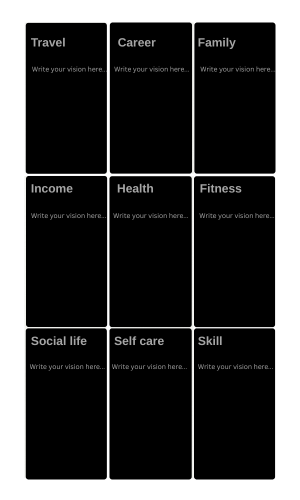 Travel
Career
Family
Write your vision here...
Write your vision here...
Write your vision here...
Income
Health
Fitness
Write your vision here...
Write your vision here...
Write your vision here...
Social life
Self care
Skill
Write your vision here...
Write your vision here...
Write your vision here...